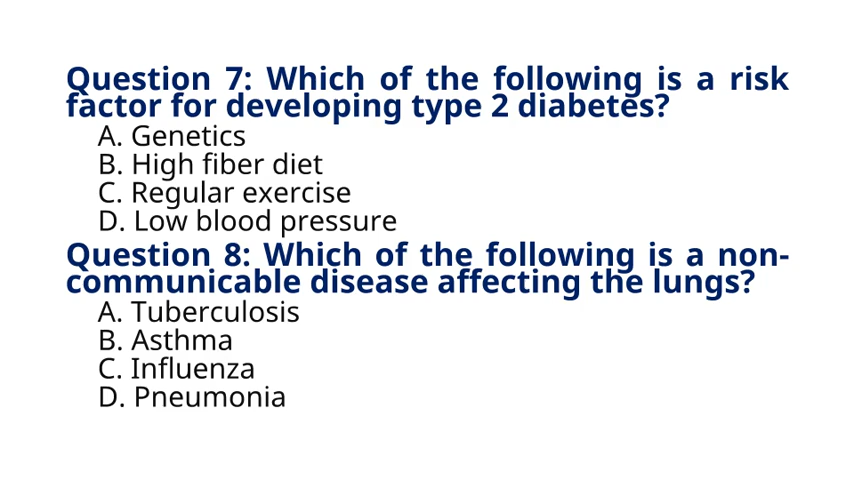 Question 7: Which of the following is a risk
factor for developing type 2 diabetes?
A. Genetics
B. High fiber diet
C. Regular exercise
D. Low blood pressure
Question 8: Which of the following is a non-
communicable disease affecting the lungs?
A. Tuberculosis
B. Asthma
C. Influenza
D. Pneumonia